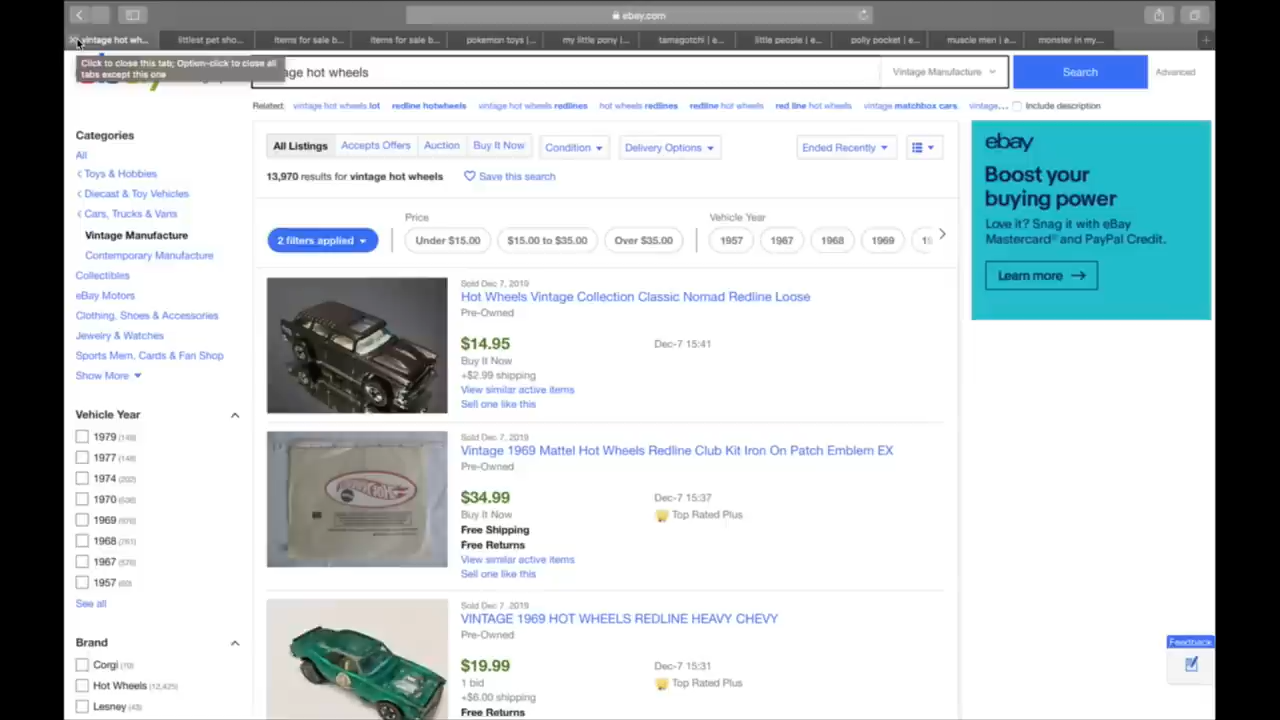 ebay.com
vintage hot wh...
littlest pet sho...
Items for sale b...
Items for sale b...
pokemon toys |...
my little pony |...
tamagotchi | e...
little people | e...
polly pocket | e...
muscle men | e...
monster in my...
Click to close this tab; Option-click to close all
tabs except this one
age hot wheels
Vintage Manufacture
Search
Advanced
Related: vintage hot wheels lot redline hotwheels vintage hot wheels redlines hot wheels redlines redline hot wheels red line hot wheels vintage matchbox cars vintage... Include description
Categories
All
Toys & Hobbies
Diecast & Toy Vehicles
Cars, Trucks & Vans
Vintage Manufacture
Contemporary Manufacture
Collectibles
eBay Motors
Clothing, Shoes & Accessories
Jewelry & Watches
Sports Mem, Cards & Fan Shop
Show More
Vehicle Year
1979 (149)
1977 (148)
1974 (202)
1970 (508)
1969
1968 (761)
1967 (576)
1957 (60)
See all
Brand
Corgi (70)
Hot Wheels (12,425)
Lesney (43)
All Listings
Accepts Offers
Auction
Buy It Now
Condition
Delivery Options
Ended Recently
13,970 results for vintage hot wheels
Save this search
2 filters applied
Price
Under $15.00
$15.00 to $35.00
Over $35.00
Vehicle Year
1957
1967
1968
1969
Sold Dec 7, 2019
Hot Wheels Vintage Collection Classic Nomad Redline Loose
Pre-Owned
$14.95
Dec-7 15:41
Buy It Now
+$2.99 shipping
View similar active items
Sell one like this
Sold Dec 7, 2019
Vintage 1969 Mattel Hot Wheels Redline Club Kit Iron On Patch Emblem EX
Pre-Owned
$34.99
Dec-7 15:37
Buy It Now
Top Rated Plus
Free Shipping
Free Returns
View similar active items
Sell one like this
Sold Dec 7, 2019
VINTAGE 1969 HOT WHEELS REDLINE HEAVY CHEVY
Pre-Owned
$19.99
Dec-7 15:31
1 bid
Top Rated Plus
+$6.00 shipping
Free Returns
ebay
Boost your
buying power
Love it? Snag it with eBay
Mastercard® and PayPal Credit.
Learn more
Feedback